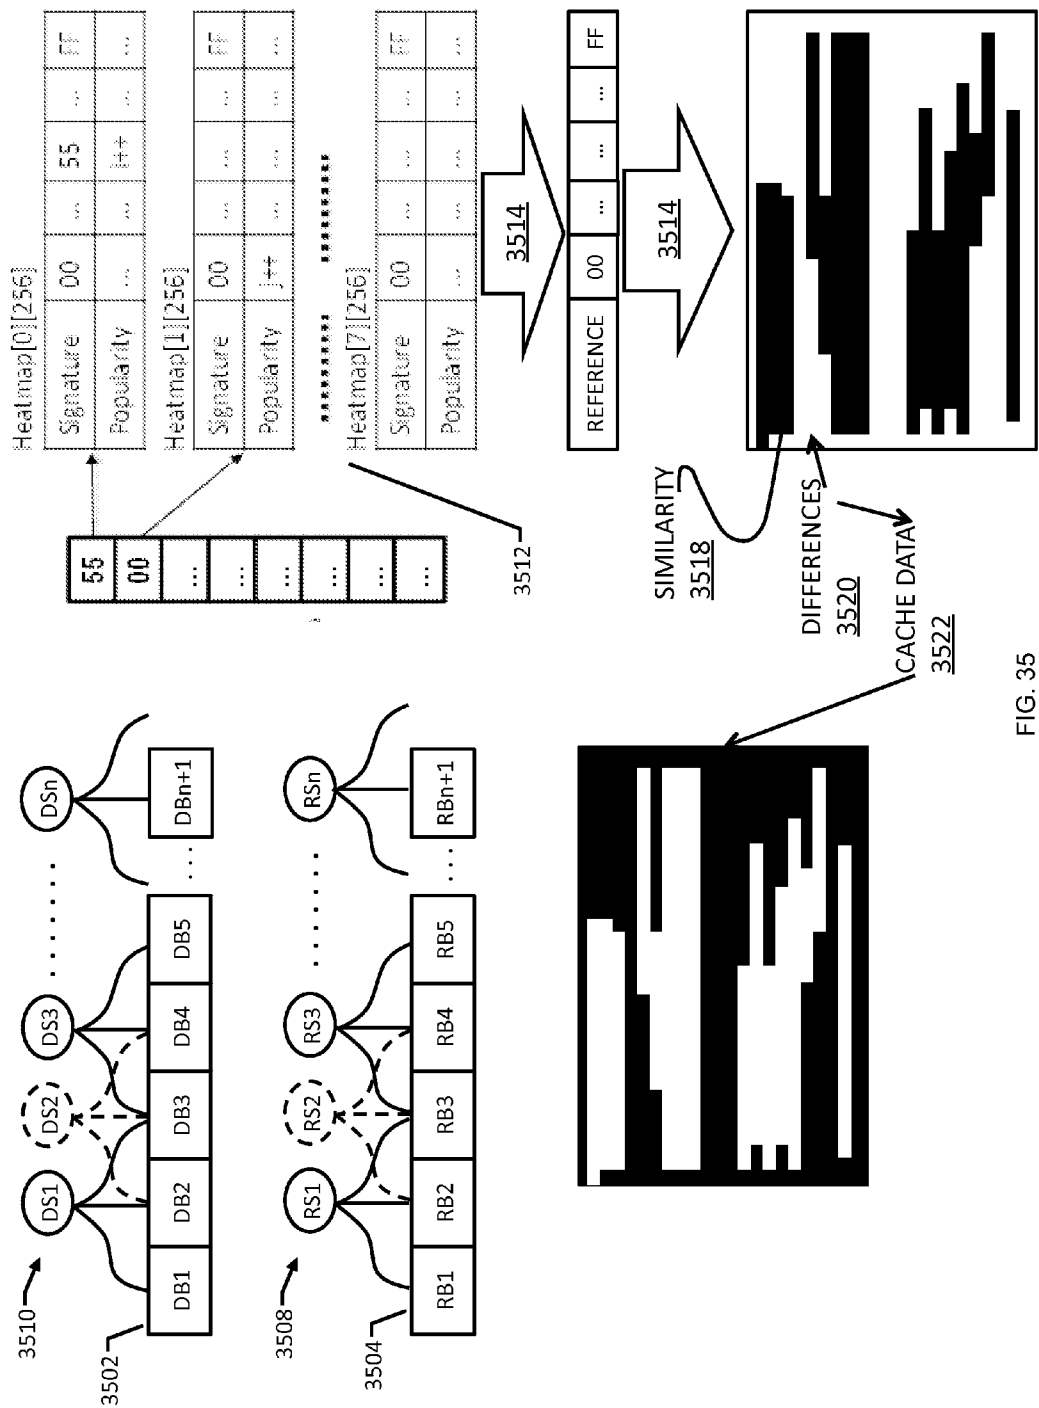 3510
DS1
DS2
DS3
. . . . . . .
DSn
3502
DB1 DB2 DB3 DB4 DB5 .... DBn+1
3508
RS1
RS2
RS3
. . . . . . .
RSn
3504
RB1 RB2 RB3 RB4 RB5 .... RBn+1
55
00
...
...
...
...
...
...
Heatmap[0][256]
Signature 00 ... 55 ... FF
Popularity ... ... j++ ... ...
Heatmap[1][256]
Signature 00 ... ... ... FF
Popularity j++ ... ... ... ...
Heatmap[7][256]
Signature 00 ... ... ... FF
Popularity ... ... ... ... ...
3512
3514
REFERENCE 00 ... ... ... FF
3514
SIMILARITY
3518
DIFFERENCES
3520
CACHE DATA
3522
FIG. 35